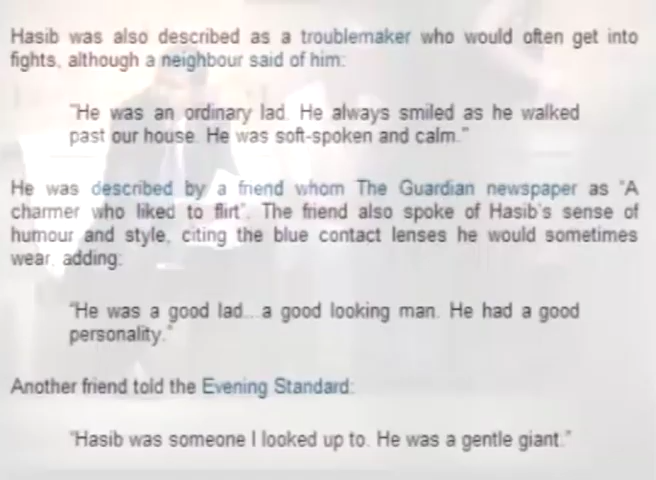 Hasib was also described as a troublemaker who would often get into
fights, although a neighbour said of him:
"He was an ordinary lad. He always smiled as he walked
past our house. He was soft-spoken and calm."
He was described by a friend whom The Guardian newspaper as "A
charmer who liked to flirt". The friend also spoke of Hasib's sense of
humour and style, citing the blue contact lenses he would sometimes
wear, adding:
"He was a good lad...a good looking man. He had a good
personality."
Another friend told the Evening Standard:
"Hasib was someone I looked up to. He was a gentle giant."